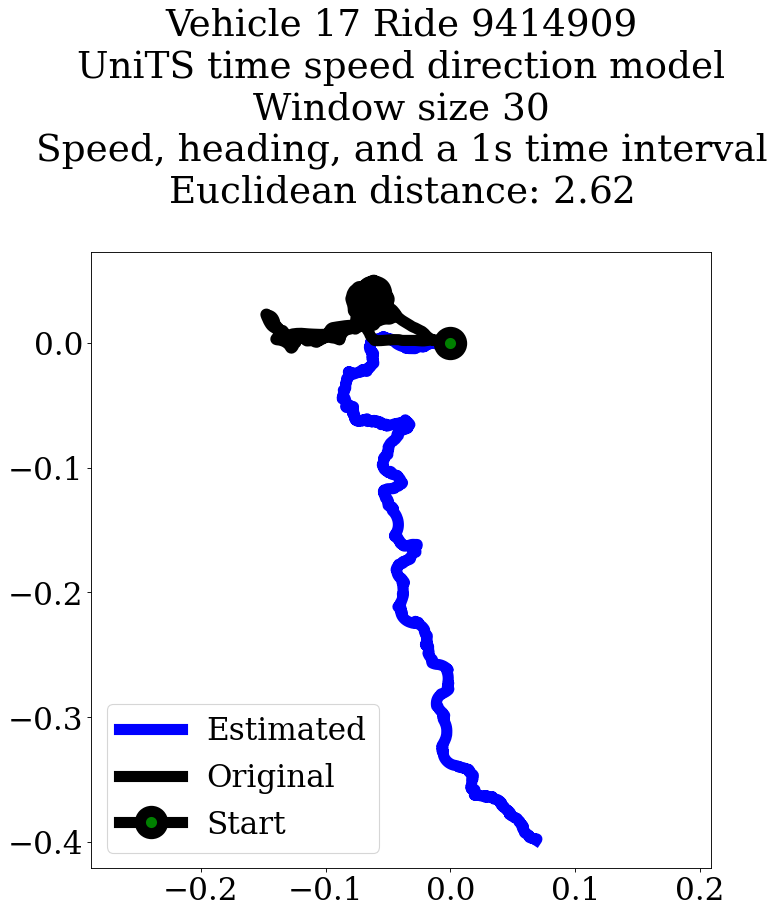 Vehicle 17 Ride 9414909
UniTS time speed direction model
Window size 30
Speed, heading, and a 1s time interval
Euclidean distance: 2.62
0.0
−0.1
−0.2
−0.3
−0.4
Estimated
Original
Start
−0.2 −0.1 0.0 0.1 0.2